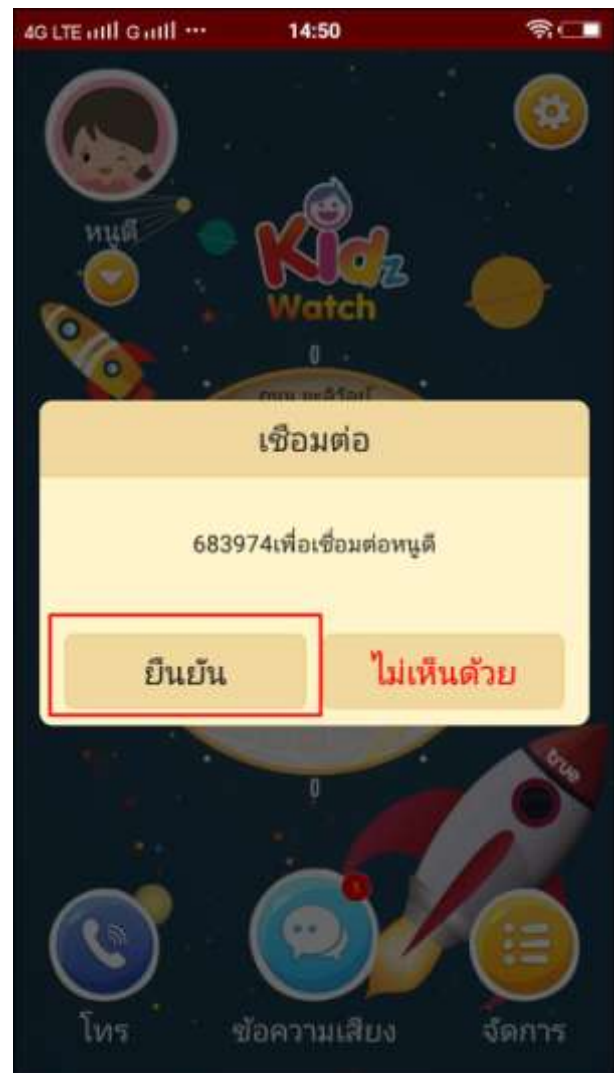 4G LTE G ... 14:50
หนูดี
Kidz
Watch
0
เชื่อมต่อ
683974เพื่อเชื่อมต่อหนูดี
ยืนยัน ไม่เห็นด้วย
0
true
โทร ข้อความเสียง จัดการ